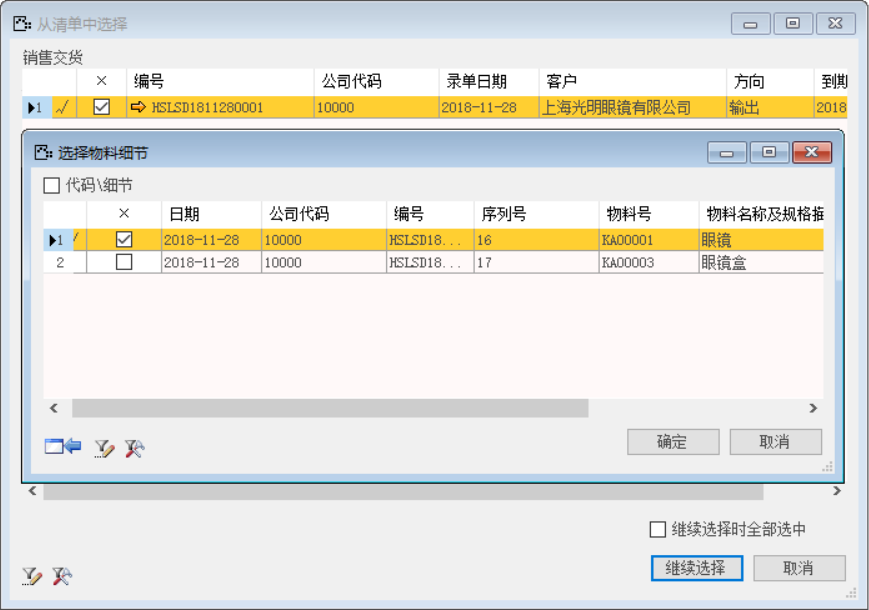 从清单中选择
销售交货
× 编号 公司代码 录单日期 客户 方向 到期
1 HSLSD1811280001 10000 2018-11-28 上海光明眼镜有限公司 输出 2018
选择物料细节
代码\细节
× 日期 公司代码 编号 序列号 物料号 物料名称及规格描
1 2018-11-28 10000 HSLSD18... 16 KA00001 眼镜
2 2018-11-28 10000 HSLSD18... 17 KA00003 眼镜盒
确定 取消
继续选择时全部选中
继续选择 取消